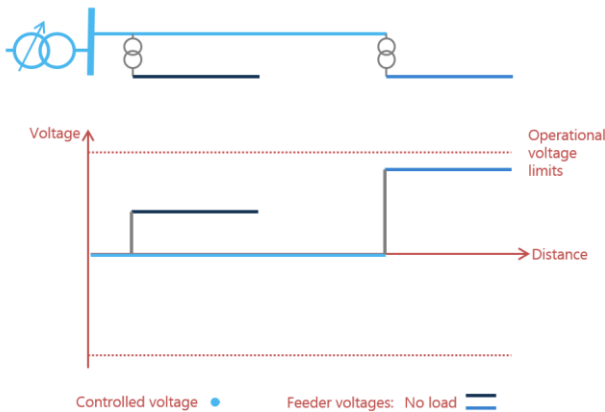 Voltage
Operational
voltage
limits
Distance
Controlled voltage
Feeder voltages: No load